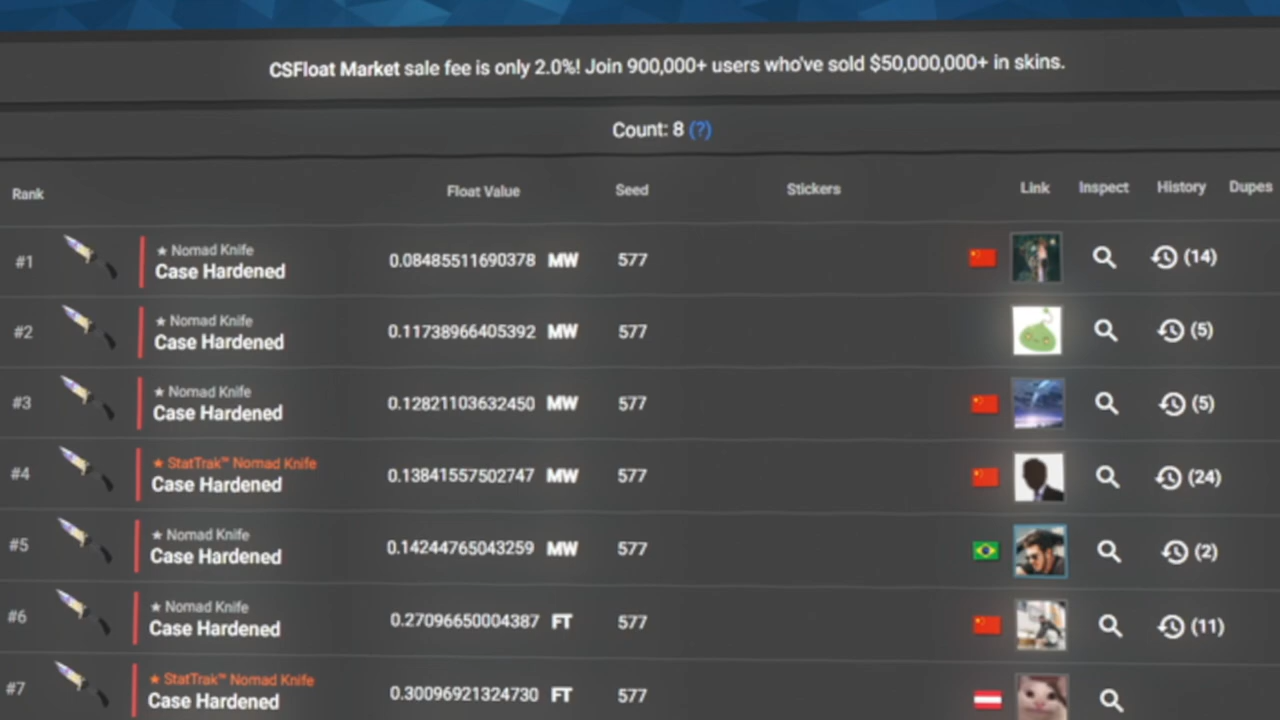 CSFloat Market sale fee is only 2.0%! Join 900,000+ users who've sold $50,000,000+ in skins.
Count: 8 (?)
Rank Float Value Seed Stickers Link Inspect History Dupes
#1 ★ Nomad Knife
Case Hardened 0.08485511690378 MW 577 (14)
#2 ★ Nomad Knife
Case Hardened 0.11738966405392 MW 577 (5)
#3 ★ Nomad Knife
Case Hardened 0.12821103632450 MW 577 (5)
#4 ★ StatTrak™ Nomad Knife
Case Hardened 0.13841557502747 MW 577 (24)
#5 ★ Nomad Knife
Case Hardened 0.14244765043259 MW 577 (2)
#6 ★ Nomad Knife
Case Hardened 0.27096650004387 FT 577 (11)
#7 ★ StatTrak™ Nomad Knife
Case Hardened 0.30096921324730 FT 577